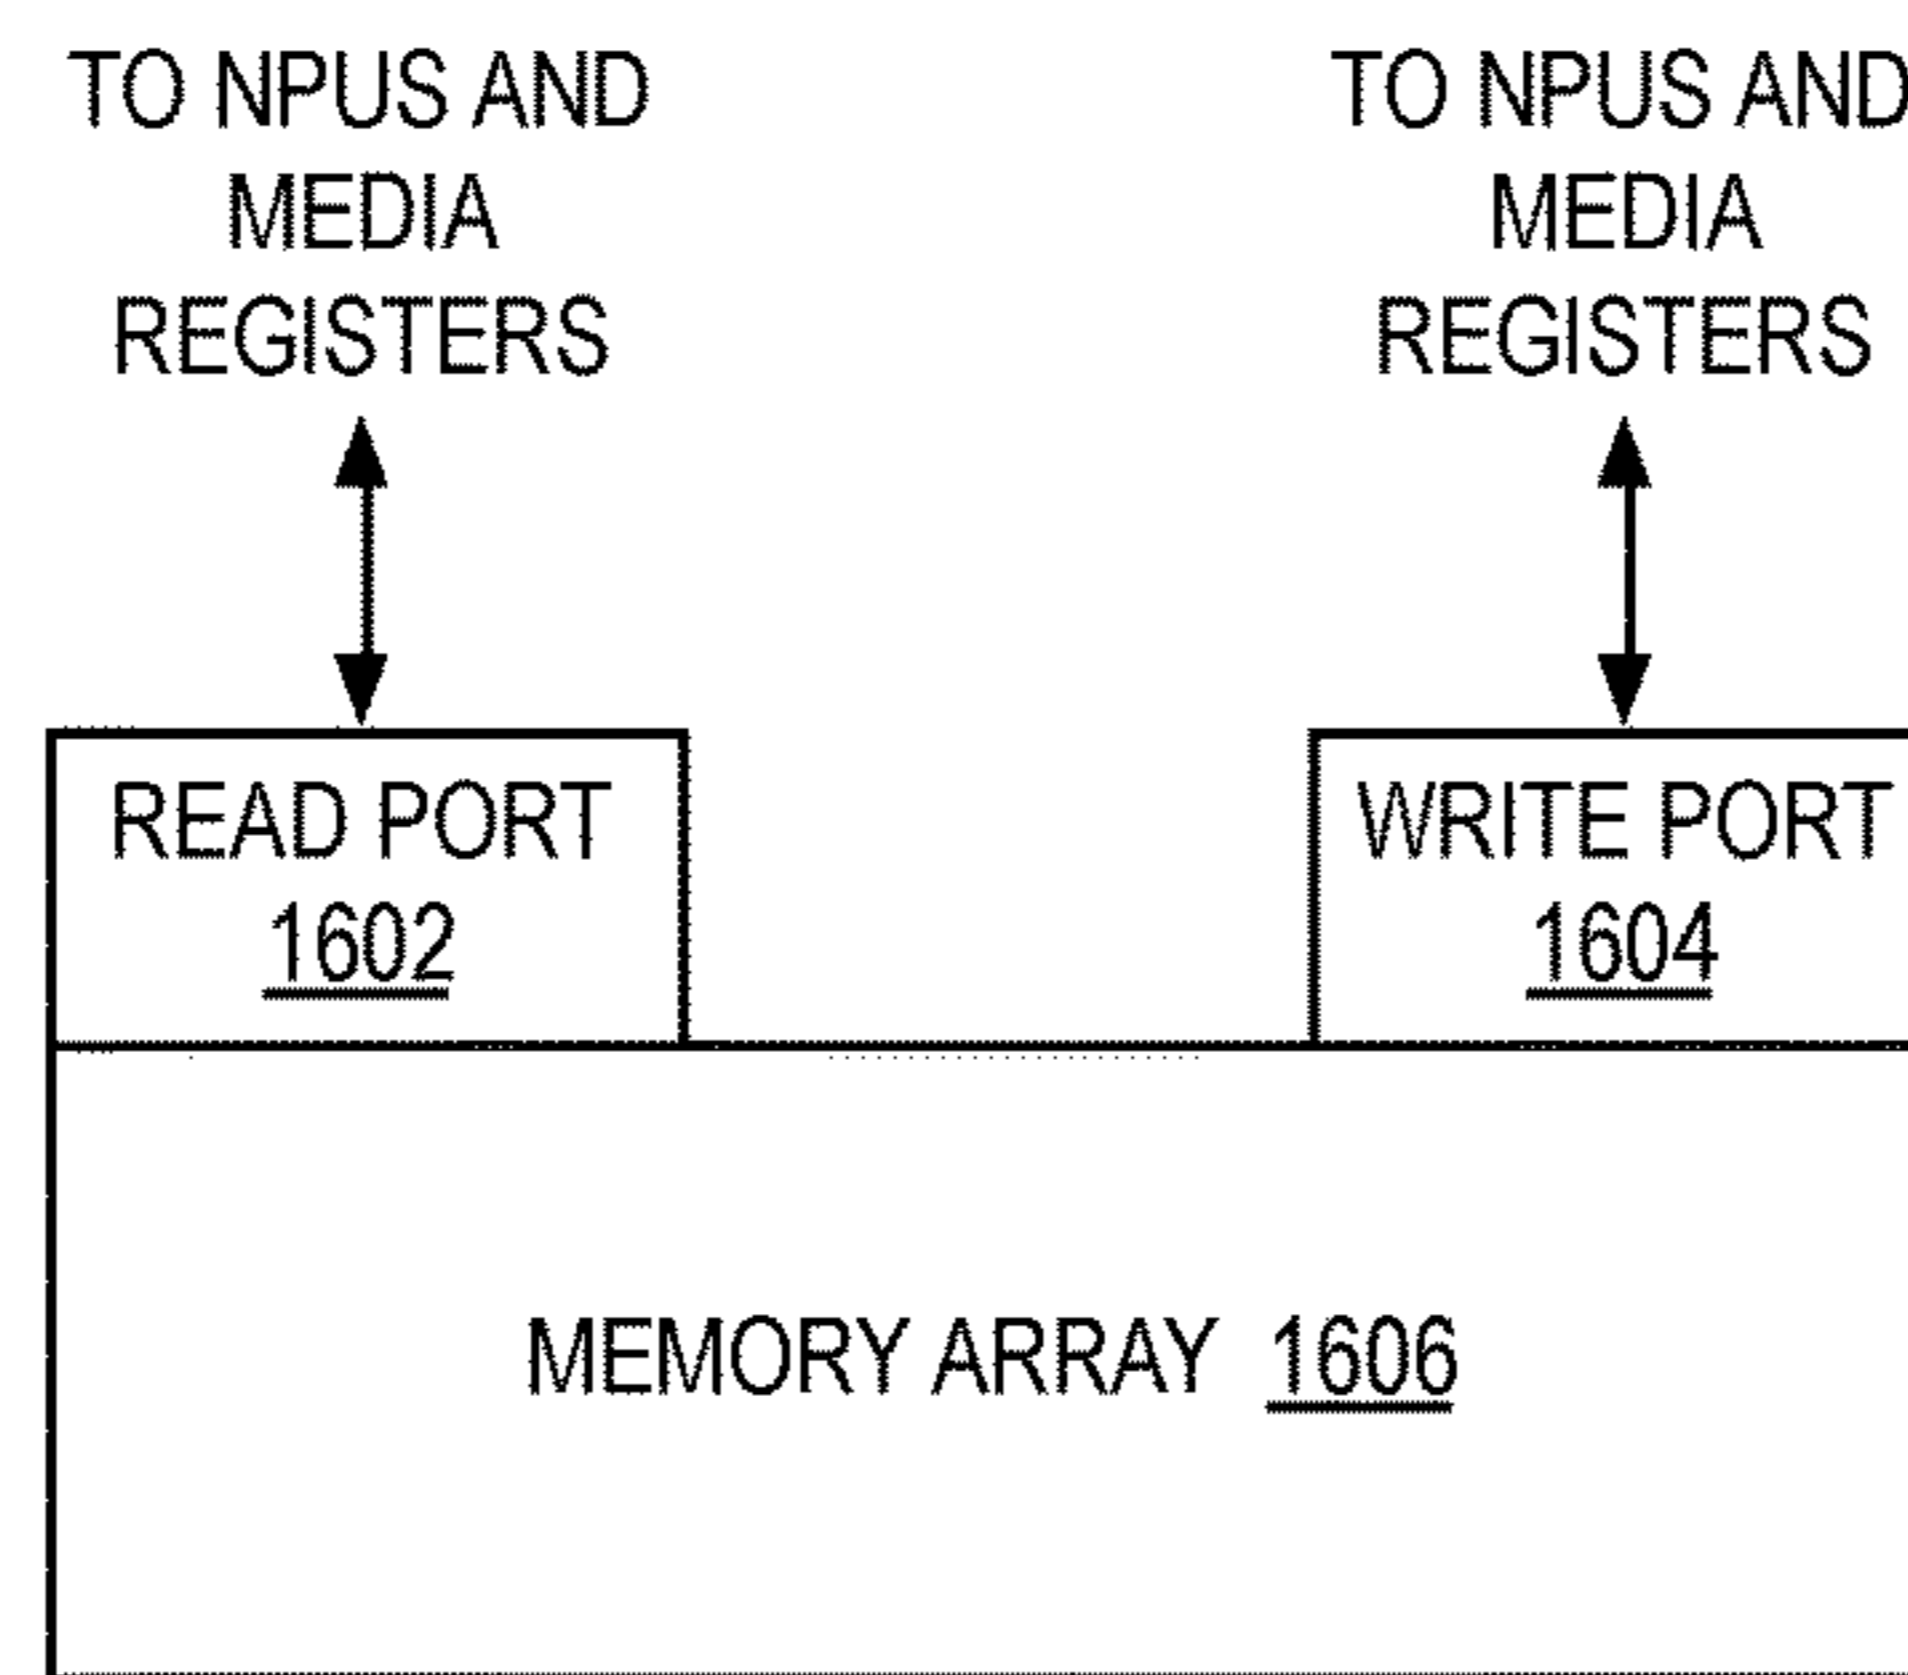 TO NPUS AND
MEDIA
REGISTERS
TO NPUS AND
MEDIA
REGISTERS
READ PORT
1602
WRITE PORT
1604
MEMORY ARRAY 1606